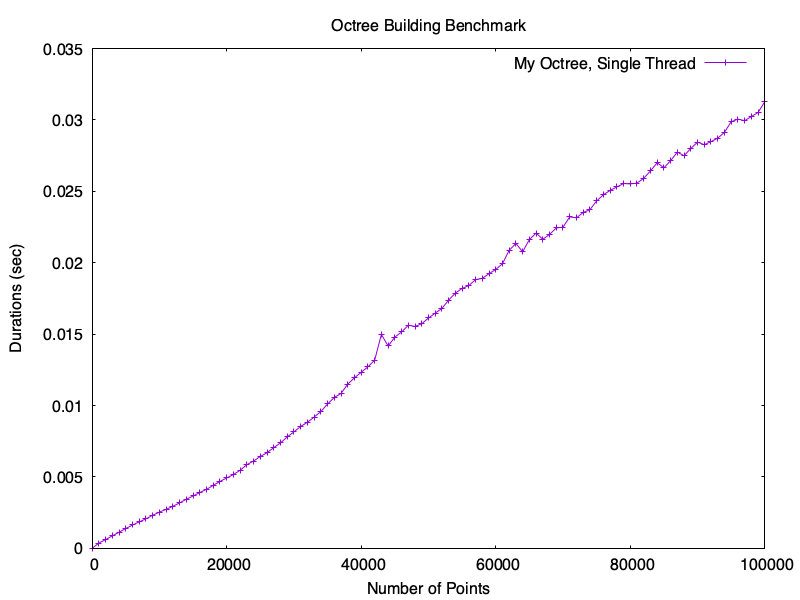 Octree Building Benchmark
My Octree, Single Thread
Durations (sec)
0.035
0.03
0.025
0.02
0.015
0.01
0.005
0
0 20000 40000 60000 80000 100000
Number of Points